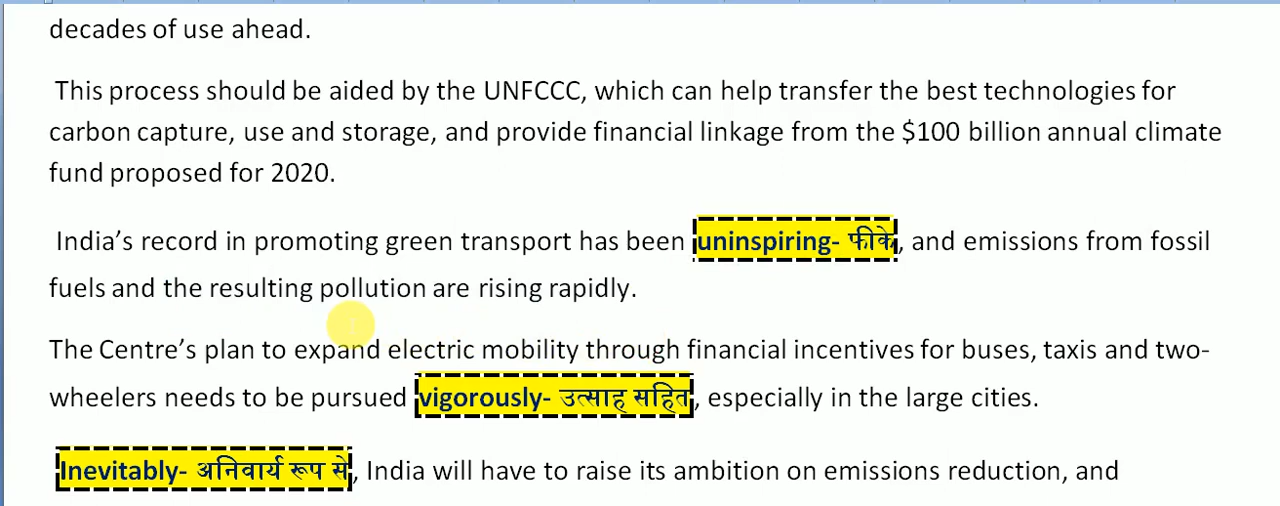 decades of use ahead.
This process should be aided by the UNFCCC, which can help transfer the best technologies for
carbon capture, use and storage, and provide financial linkage from the $100 billion annual climate
fund proposed for 2020.
India’s record in promoting green transport has been uninspiring- फीके, and emissions from fossil
fuels and the resulting pollution are rising rapidly.
The Centre’s plan to expand electric mobility through financial incentives for buses, taxis and two-
wheelers needs to be pursued vigorously- उत्साह सहित, especially in the large cities.
Inevitably- अनिवार्य रूप से, India will have to raise its ambition on emissions reduction, and